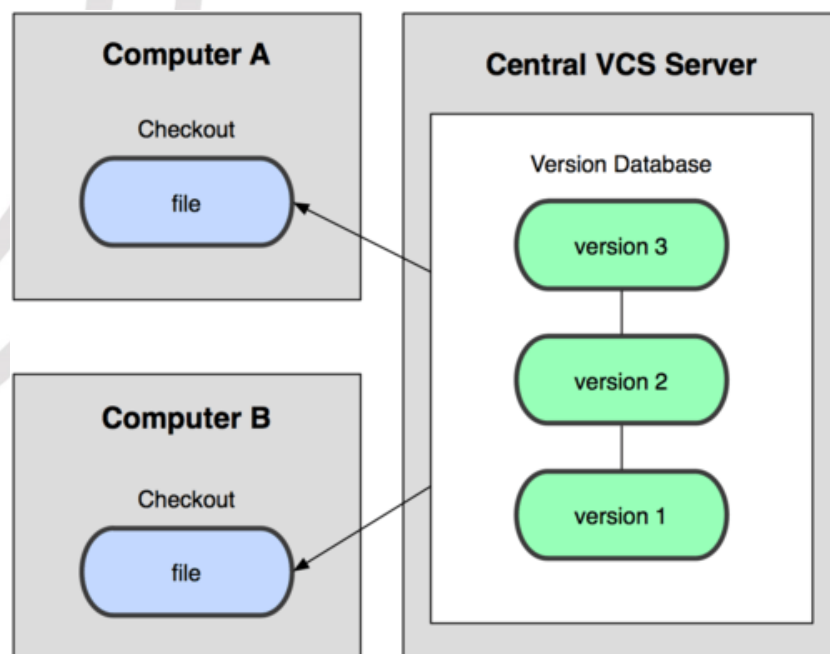 Computer A
Checkout
file
Computer B
Checkout
file
Central VCS Server
Version Database
version 3
version 2
version 1